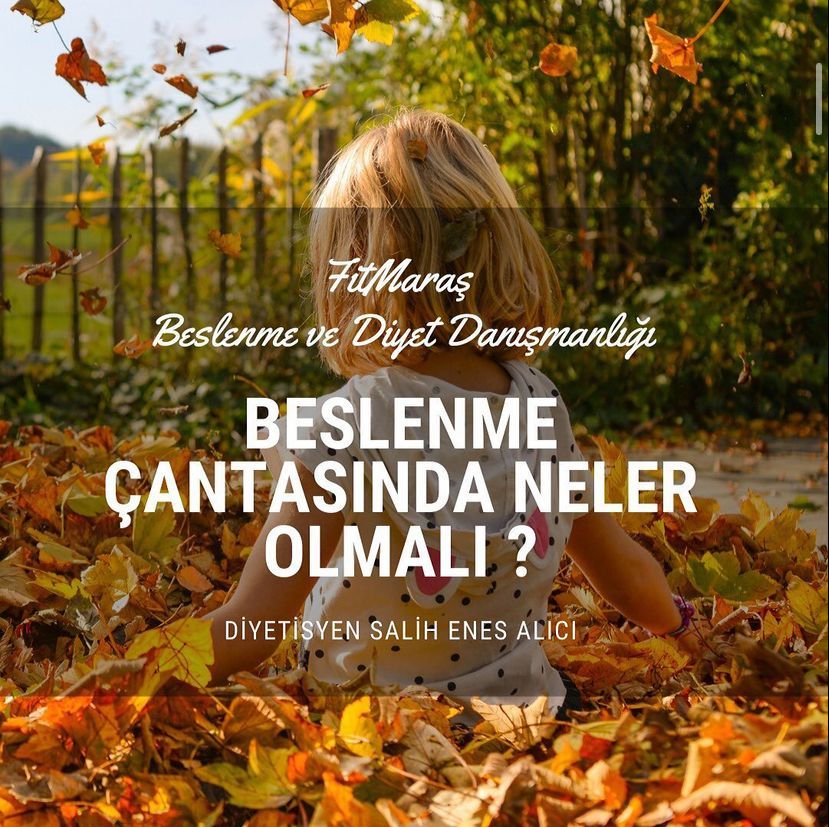 FitMaraş
Beslenme ve Diyet Danışmanlığı
BESLENME
ÇANTASINDA NELER
OLMALI ?
DİYETİSYEN SALİH ENES ALICI